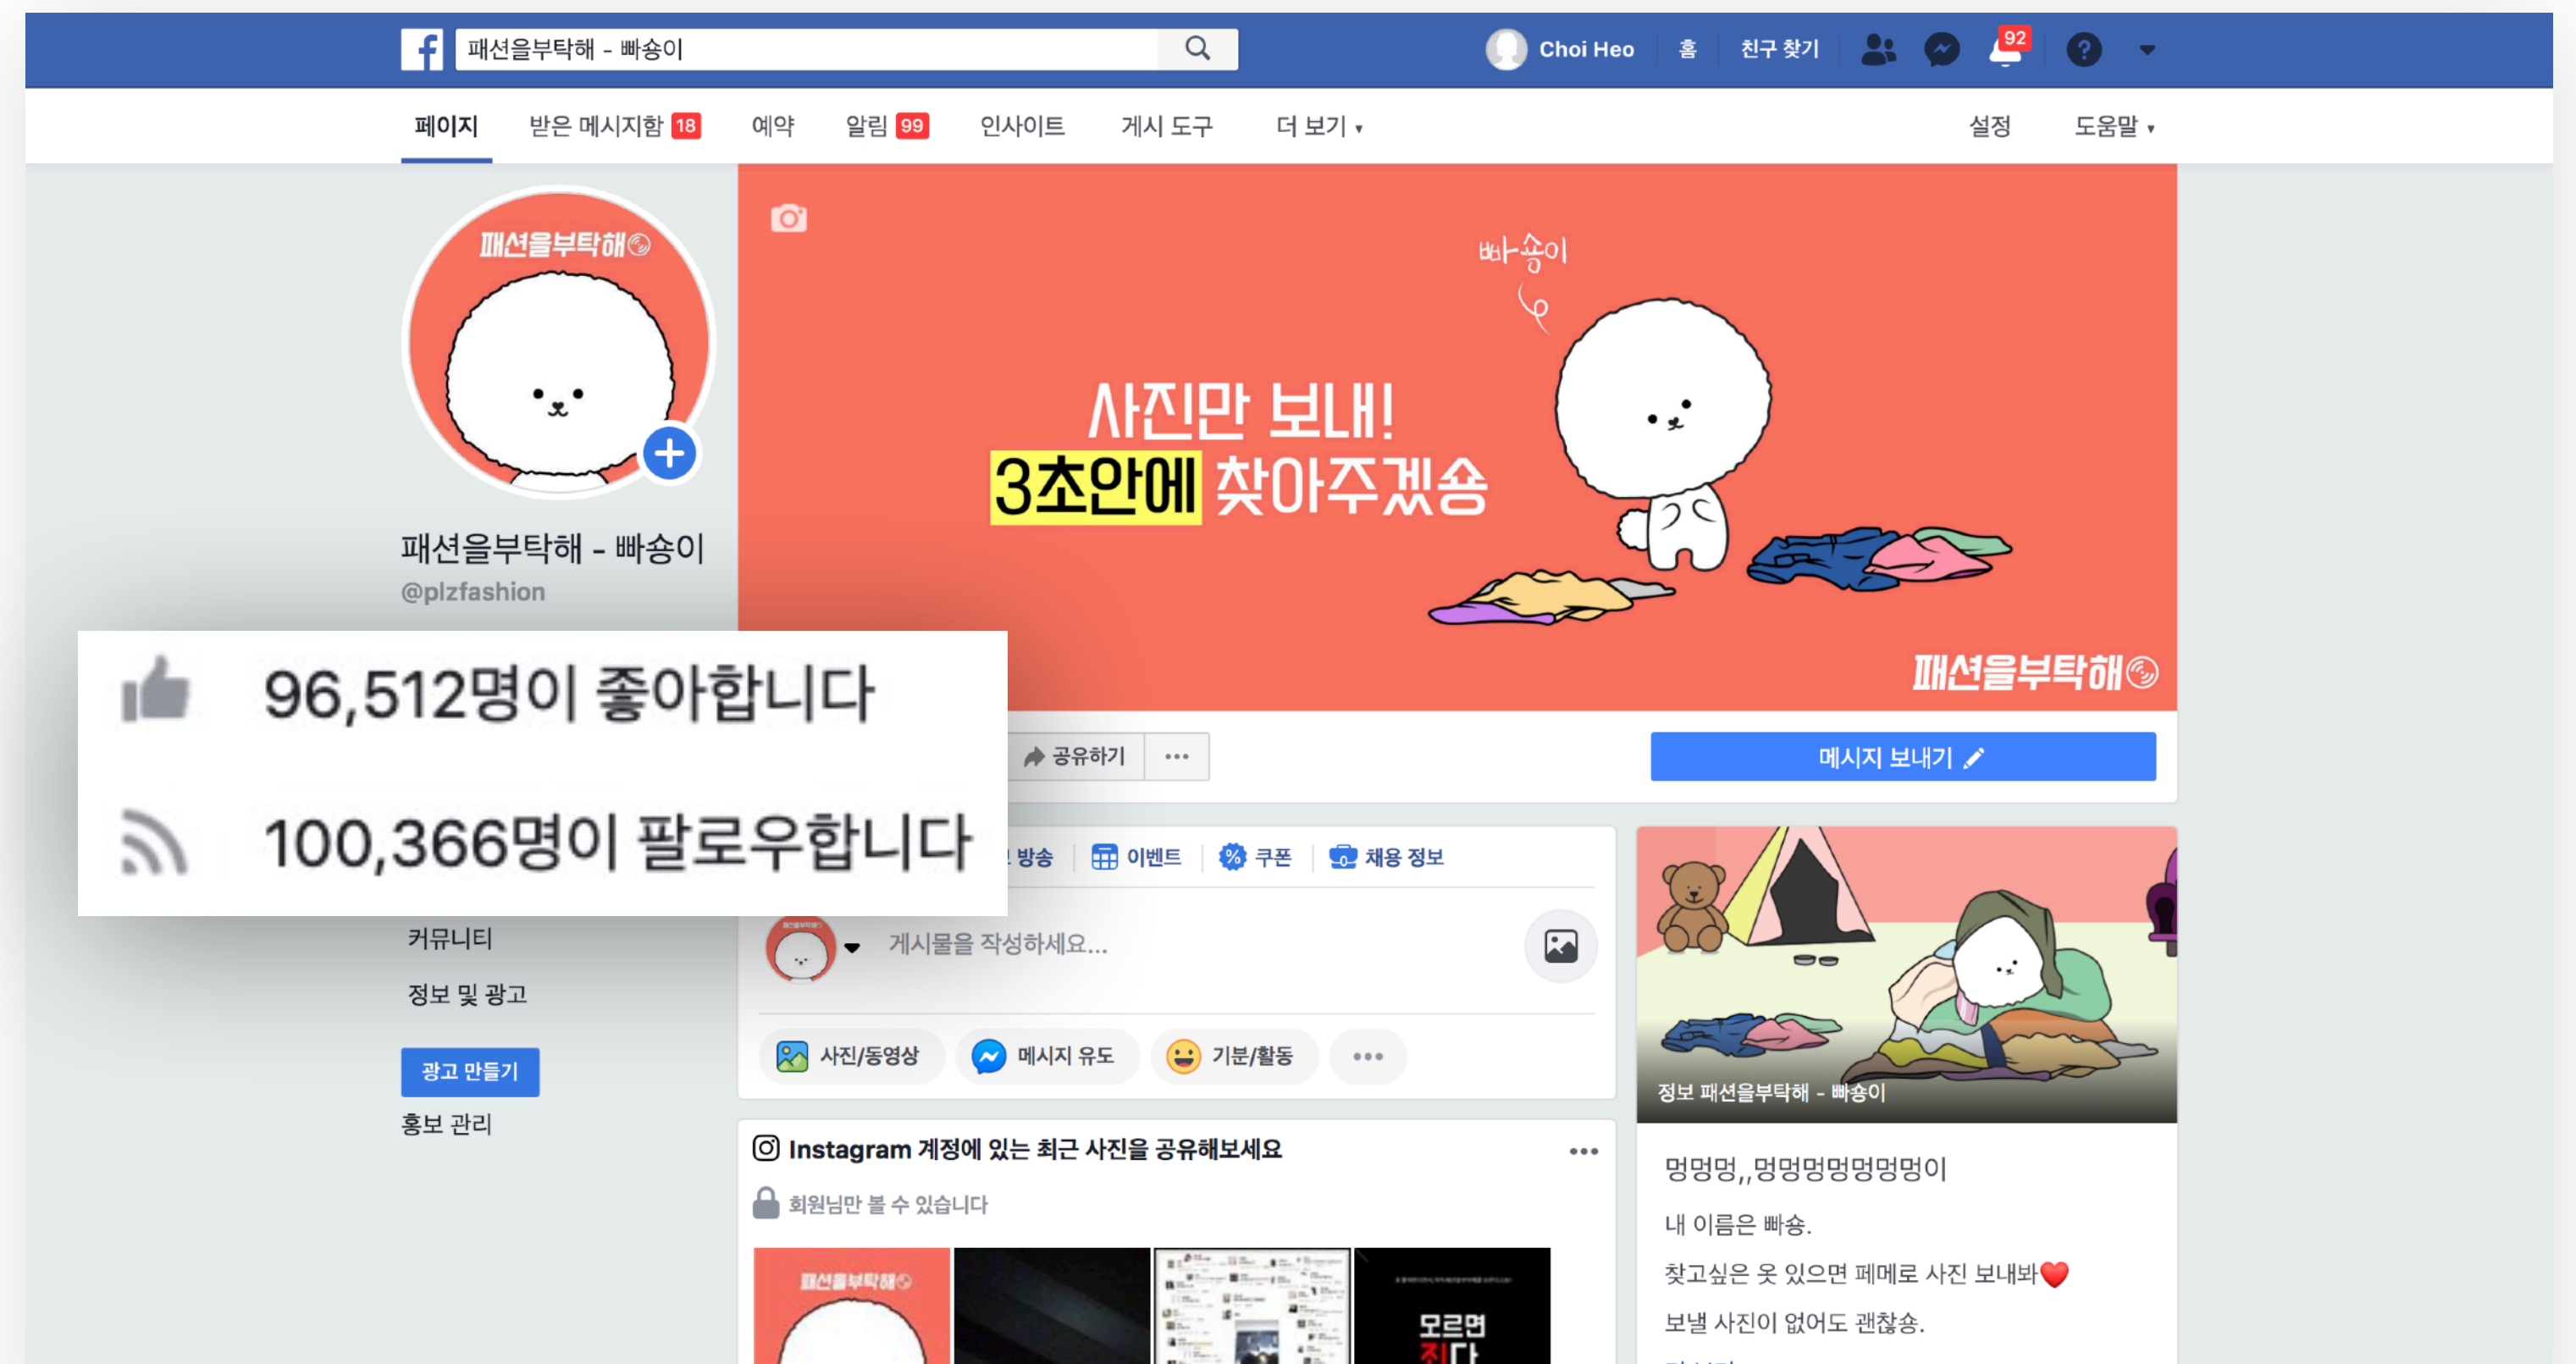 패션을부탁해 - 빠숑이
Choi Heo 홈 친구 찾기 92
페이지 받은 메시지함 18 예약 알림 99 인사이트 게시 도구 더 보기 설정 도움말
패션을부탁해
빠숑이
사진만 보내!
3초안에 찾아주겠숑
패션을부탁해
패션을부탁해 - 빠숑이
@plzfashion
96,512명이 좋아합니다
100,366명이 팔로우합니다
공유하기 ...
메시지 보내기
방송 이벤트 쿠폰 채용 정보
커뮤니티
정보 및 광고
광고 만들기
홍보 관리
게시물을 작성하세요...
사진/동영상 메시지 유도 기분/활동 ...
Instagram 계정에 있는 최근 사진을 공유해보세요
회원님만 볼 수 있습니다
패션을부탁해
모르면
죄다
정보 패션을부탁해 - 빠숑이
멍멍멍,,멍멍멍멍멍멍멍이
내 이름은 빠숑.
찾고싶은 옷 있으면 페메로 사진 보내봐❤️
보낼 사진이 없어도 괜찮숑.